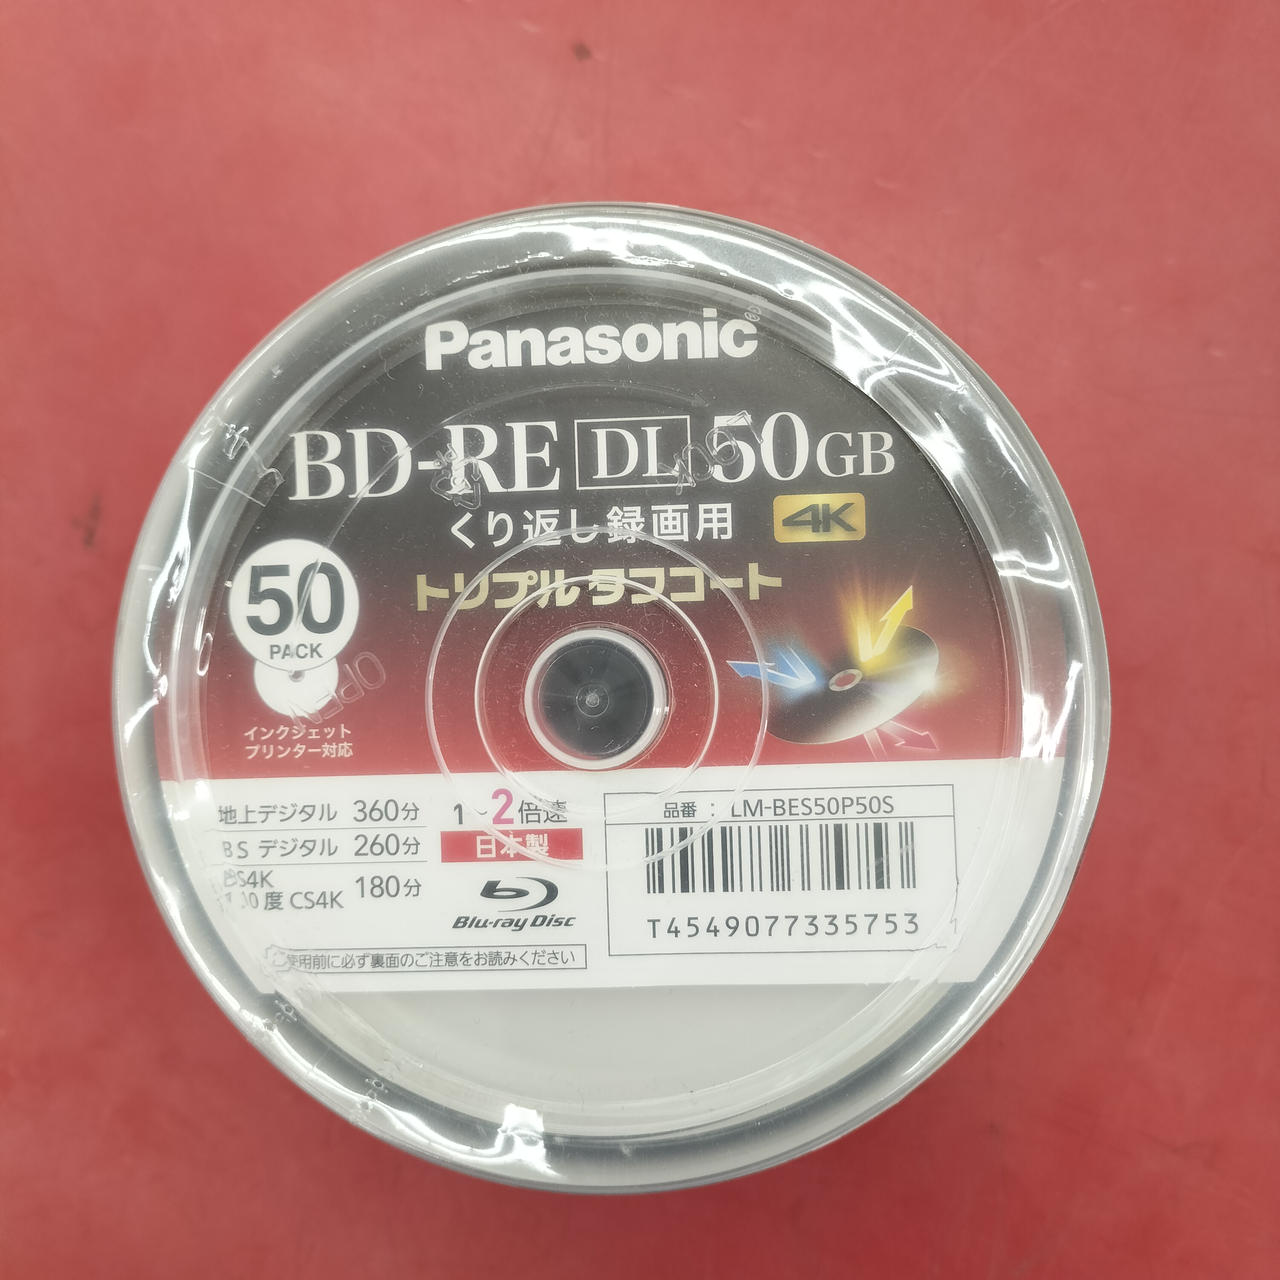 Panasonic
BD-RE DL 50GB
くり返し録画用 4K
トリプルタフコート
50
PACK
インクジェット
プリンター対応
OPEN
LOCK
地上デジタル 360分
BS デジタル 260分
BS4K
度 CS4K 180分
1~2倍速
日本製
Blu-ray Disc
品番 : LM-BES50P50S
T4549077335753
1
使用前に必ず裏面のご注意をお読みください